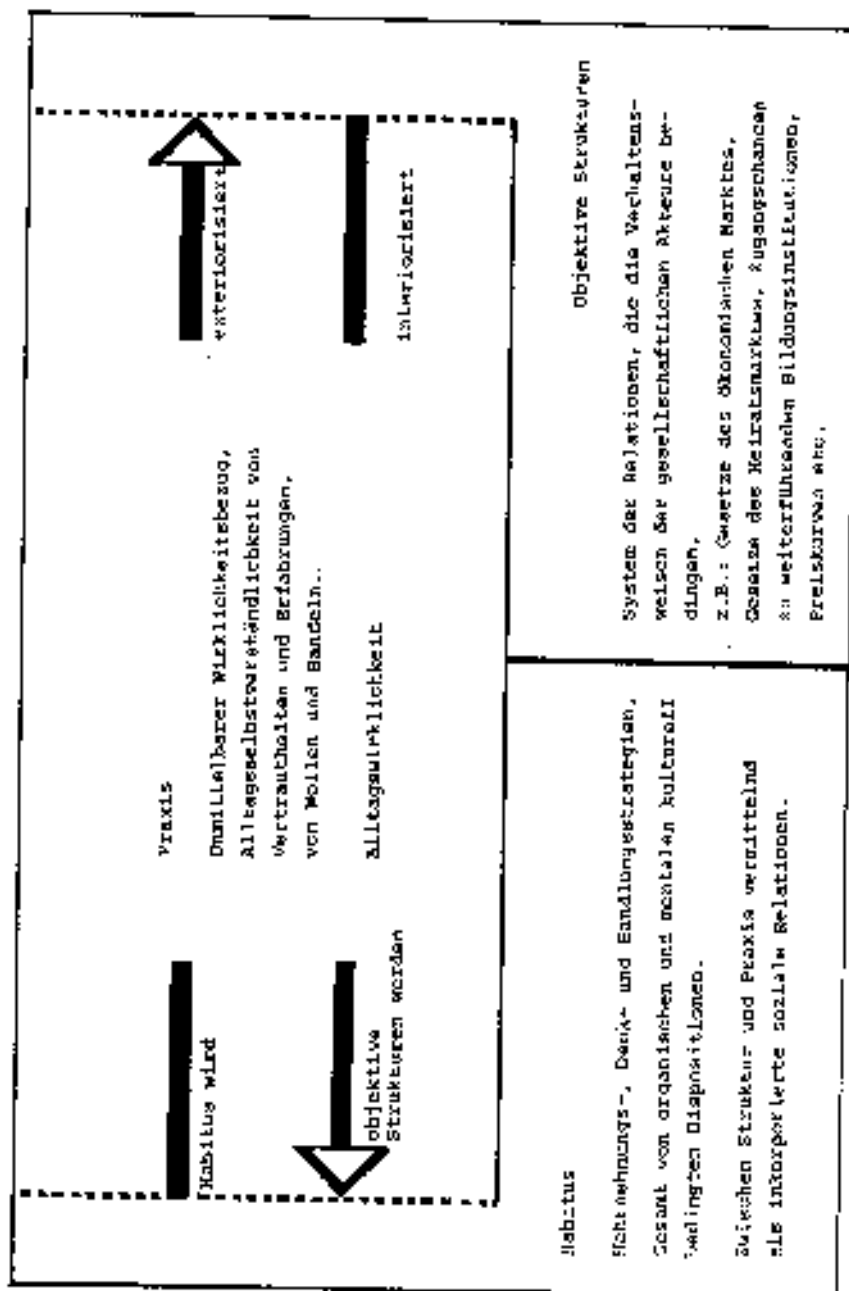 Habitus wird
exteriorisiert
Praxis
Unmittelbarer Wirklichkeitsbezug,
Alltagsselbstverständlichkeit von
Vertrautheiten und Erfahrungen,
von Wollen und Handeln..
Alltagswirklichkeit
objektive
Strukturen werden
interiorisiert
Habitus
Wahrnehmungs-, Denk- und Handlungsstrategien,
Gesamt von organischen und mentalen kulturell
bedingten Dispositionen.
Zwischen Struktur und Praxis vermittelnd
als inkorporierte soziale Relationen.
Objektive Strukturen
System der Relationen, die die Verhaltens-
weisen der gesellschaftlichen Akteure be-
dingen,
z.B.: Gesetze des ökonomischen Marktes,
Gesetze des Heiratsmarktes, Zugangschancen
zu weiterführenden Bildungsinstitutionen,
Preiskurven etc.